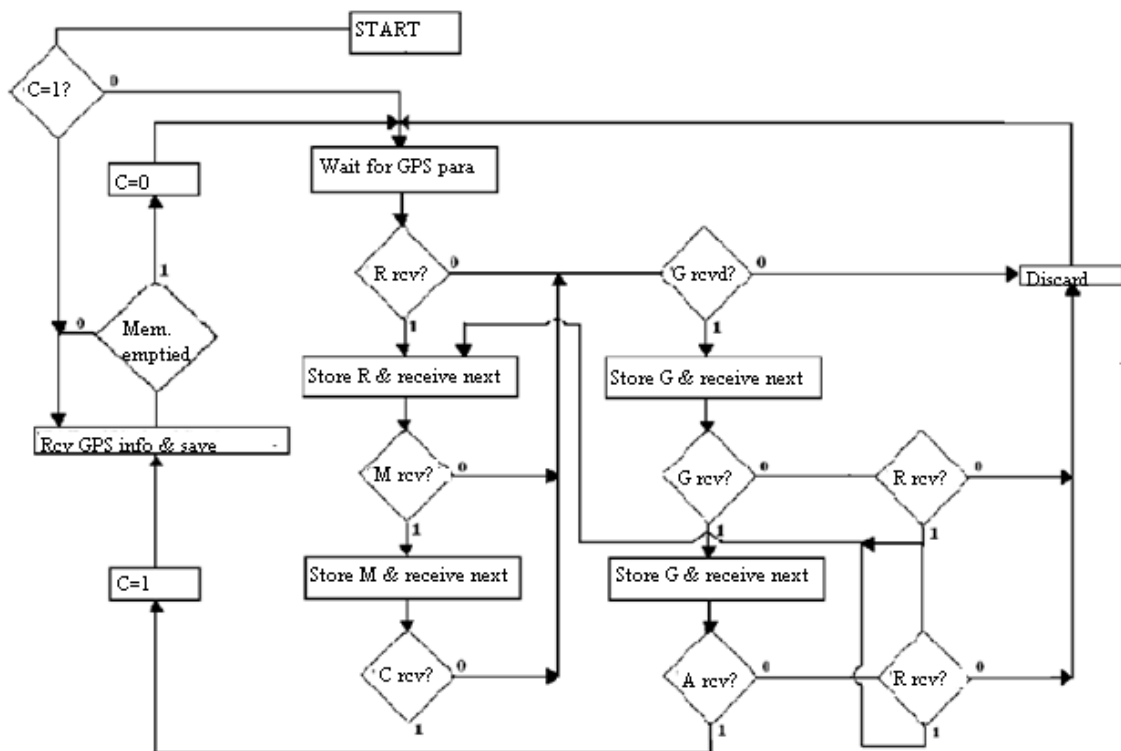 START
C=1?
0
Wait for GPS para
C=0
R rcv?
0
G rcvd?
0
Discard
1
1
1
Mem.
emptied
0
Store R & receive next
Store G & receive next
Rcv GPS info & save
M rcv?
0
G rcv?
0
R rcv?
0
1
1
1
C=1
Store M & receive next
Store G & receive next
C rcv?
0
A rcv?
0
R rcv?
0
1
1
1